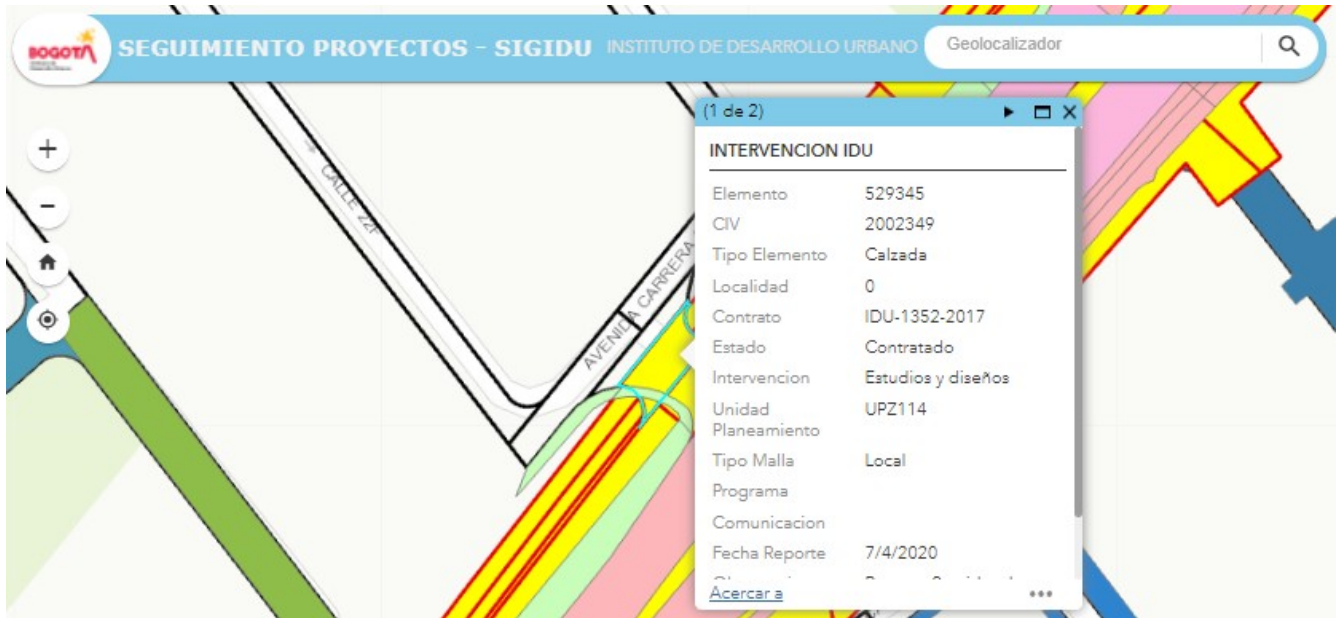 BOGOTÁ
SEGUIMIENTO PROYECTOS - SIGIDU INSTITUTO DE DESARROLLO URBANO Geolocalizador
(1 de 2)
INTERVENCION IDU
Elemento 529345
CIV 2002349
Tipo Elemento Calzada
Localidad 0
Contrato IDU-1352-2017
Estado Contratado
Intervencion Estudios y diseños
Unidad UPZ114
Planeamiento
Tipo Malla Local
Programa
Comunicacion
Fecha Reporte 7/4/2020
Acercar a
CALLE 22F
AVENIDA CARRERA